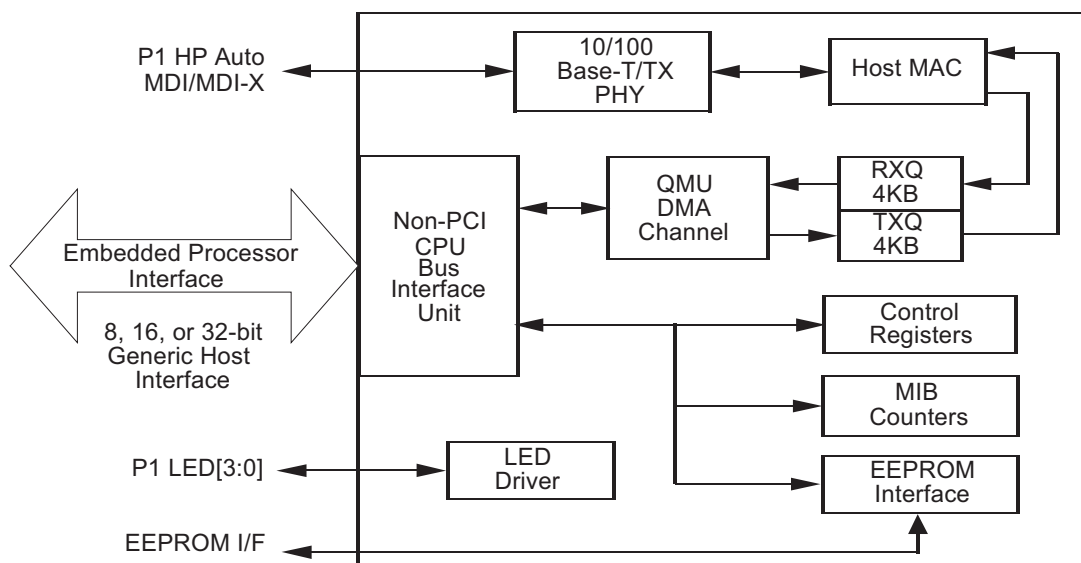 P1 HP Auto
MDI/MDI-X
10/100
Base-T/TX
PHY
Host MAC
Non-PCI
CPU
Bus
Interface
Unit
QMU
DMA
Channel
RXQ
4KB
TXQ
4KB
Embedded Processor
Interface
8, 16, or 32-bit
Generic Host
Interface
Control
Registers
MIB
Counters
P1 LED[3:0]
LED
Driver
EEPROM
Interface
EEPROM I/F